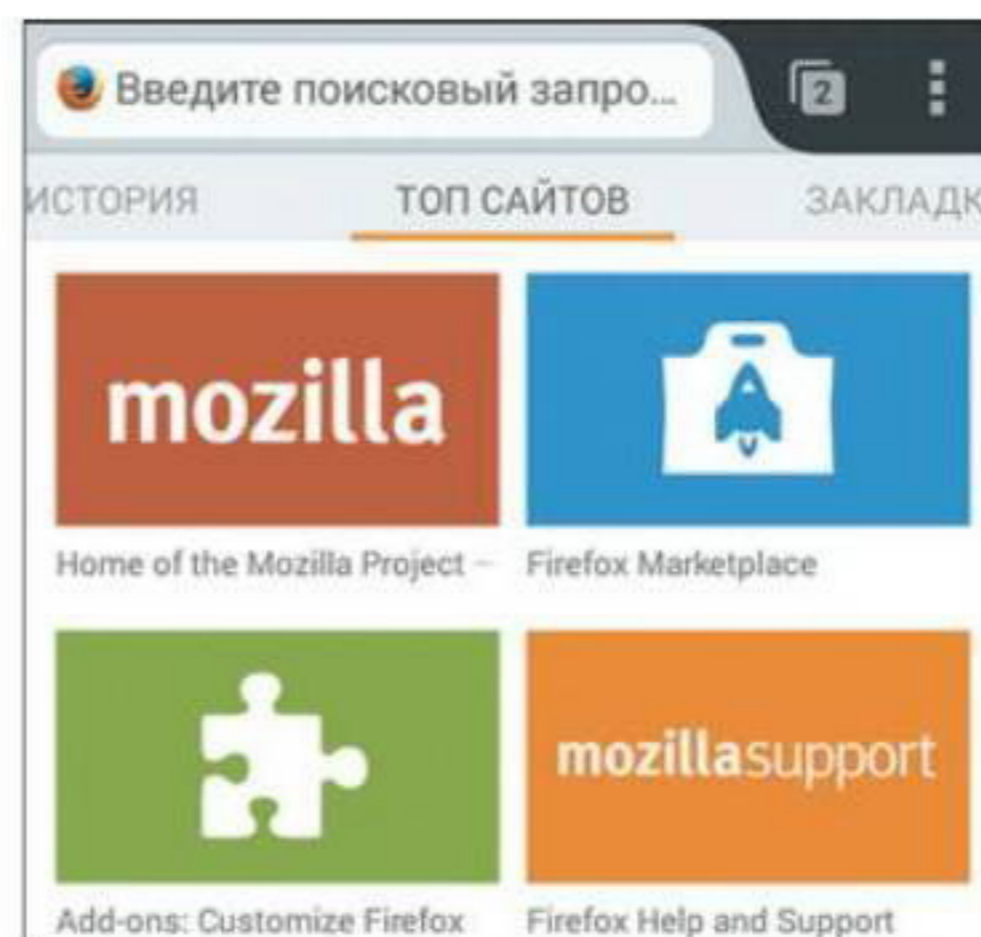 Введите поисковый запро...
2
ИСТОРИЯ ТОП САЙТОВ ЗАКЛАДК
mozilla
Home of the Mozilla Project – Firefox Marketplace
mozillasupport
Add-ons: Customize Firefox Firefox Help and Support